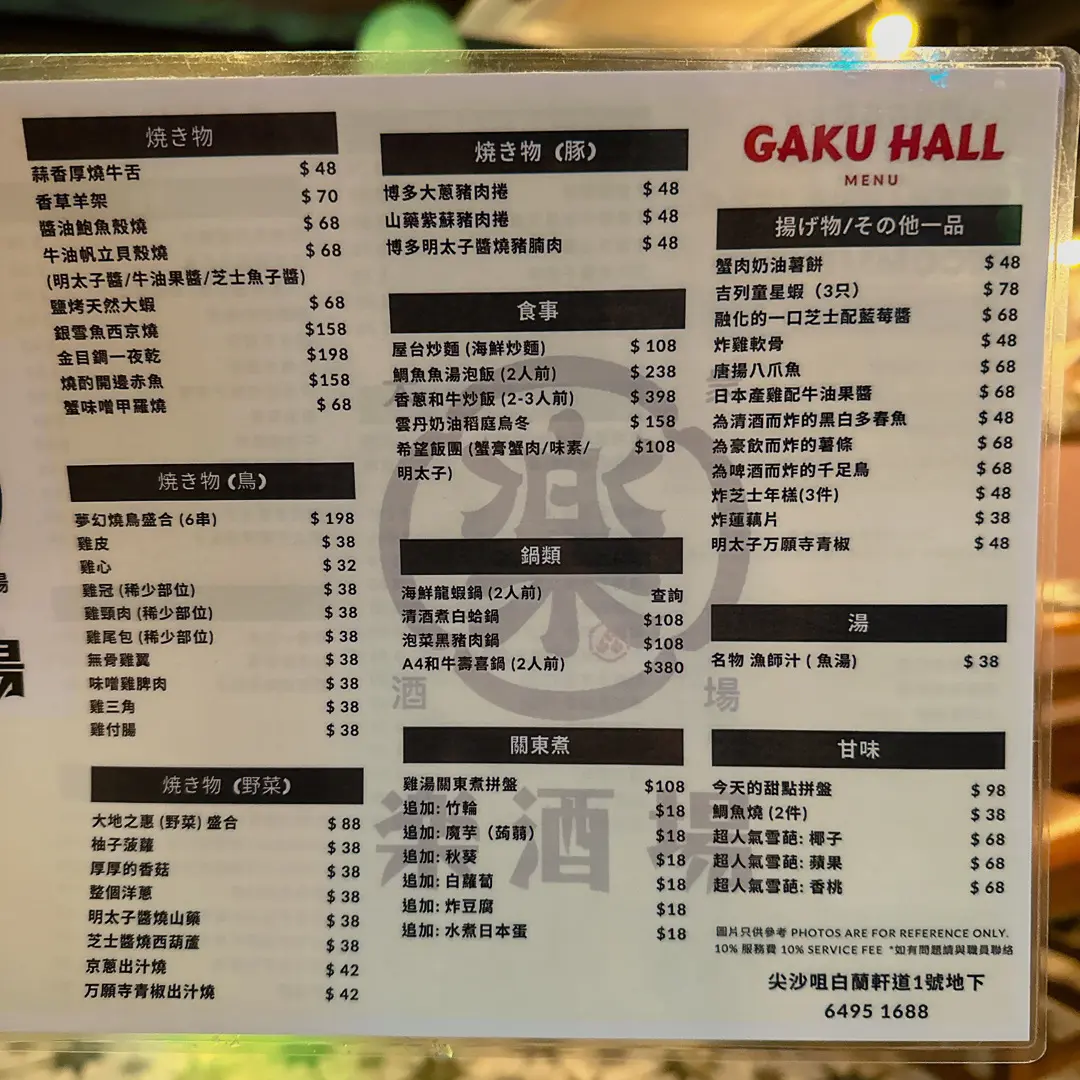 焼き物
蒜香厚燒牛舌 $ 48
香草羊架 $ 70
醬油鮑魚殼燒 $ 68
牛油帆立貝殼燒 $ 68
(明太子醬/牛油果醬/芝士魚子醬)
鹽烤天然大蝦 $ 68
銀雪魚西京燒 $158
金目鯛一夜乾 $198
燒酌開邊赤魚 $158
蟹味噌甲羅燒 $ 68
焼き物 (鳥)
夢幻燒鳥盛合 (6串) $ 198
雞皮 $ 38
雞心 $ 32
雞冠 (稀少部位) $ 38
雞頸肉 (稀少部位) $ 38
雞尾包 (稀少部位) $ 38
無骨雞翼 $ 38
味噌雞脾肉 $ 38
雞三角 $ 38
雞付腸 $ 38
焼き物 (野菜)
大地之惠 (野菜) 盛合 $ 88
柚子菠蘿 $ 38
厚厚的香菇 $ 38
整個洋蔥 $ 38
明太子醬燒山藥 $ 38
芝士醬燒西葫蘆 $ 38
京蔥出汁燒 $ 42
万願寺青椒出汁燒 $ 42
焼き物 (豚)
博多大蔥豬肉捲 $ 48
山藥紫蘇豬肉捲 $ 48
博多明太子醬燒豬腩肉 $ 48
食事
屋台炒麵 (海鮮炒麵) $ 108
鯛魚魚湯泡飯 (2人前) $ 238
香蔥和牛炒飯 (2-3人前) $ 398
雲丹奶油稻庭烏冬 $ 158
希望飯團 (蟹膏蟹肉/味素/ $108
明太子)
鍋類
海鮮龍蝦鍋 (2人前) 查詢
清酒煮白蛤鍋 $108
泡菜黑豬肉鍋 $108
A4和牛壽喜鍋 (2人前) $380
關東煮
雞湯關東煮拼盤 $108
追加: 竹輪 $18
追加: 魔芋（蒟蒻） $18
追加: 秋葵 $18
追加: 白蘿蔔 $18
追加: 炸豆腐 $18
追加: 水煮日本蛋 $18
楽
酒 場
GAKU HALL
MENU
揚げ物/その他一品
蟹肉奶油薯餅 $ 48
吉列童星蝦（3只） $ 78
融化的一口芝士配藍莓醬 $ 68
炸雞軟骨 $ 48
唐揚八爪魚 $ 68
日本產雞配牛油果醬 $ 68
為清酒而炸的黑白多春魚 $ 48
為豪飲而炸的薯條 $ 68
為啤酒而炸的千足鳥 $ 68
炸芝士年糕(3件) $ 48
炸蓮藕片 $ 38
明太子万願寺青椒 $ 48
湯
名物 漁師汁 ( 魚湯) $ 38
甘味
今天的甜點拼盤 $ 98
鯛魚燒 (2件) $ 38
超人氣雪葩: 椰子 $ 68
超人氣雪葩: 蘋果 $ 68
超人氣雪葩: 香桃 $ 68
圖片只供參考 PHOTOS ARE FOR REFERENCE ONLY.
10% 服務費 10% SERVICE FEE *如有問題請與職員聯絡
尖沙咀白蘭軒道1號地下
6495 1688